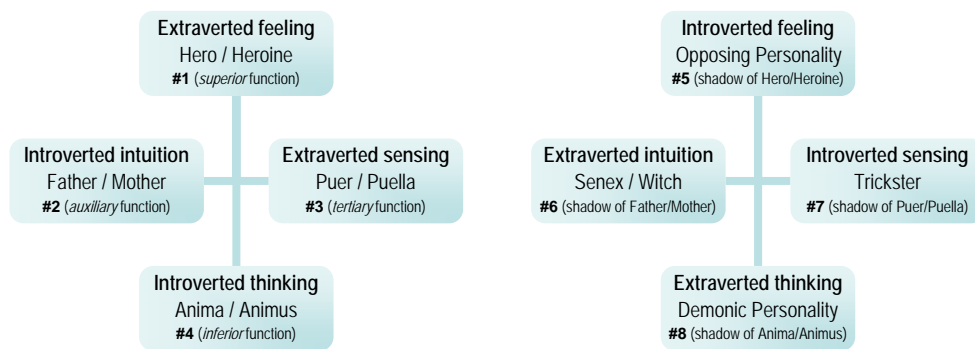 Extraverted feeling
Hero / Heroine
#1 (superior function)
Introverted intuition
Father / Mother
#2 (auxiliary function)
Extraverted sensing
Puer / Puella
#3 (tertiary function)
Introverted thinking
Anima / Animus
#4 (inferior function)
Introverted feeling
Opposing Personality
#5 (shadow of Hero/Heroine)
Extraverted intuition
Senex / Witch
#6 (shadow of Father/Mother)
Introverted sensing
Trickster
#7 (shadow of Puer/Puella)
Extraverted thinking
Demonic Personality
#8 (shadow of Anima/Animus)